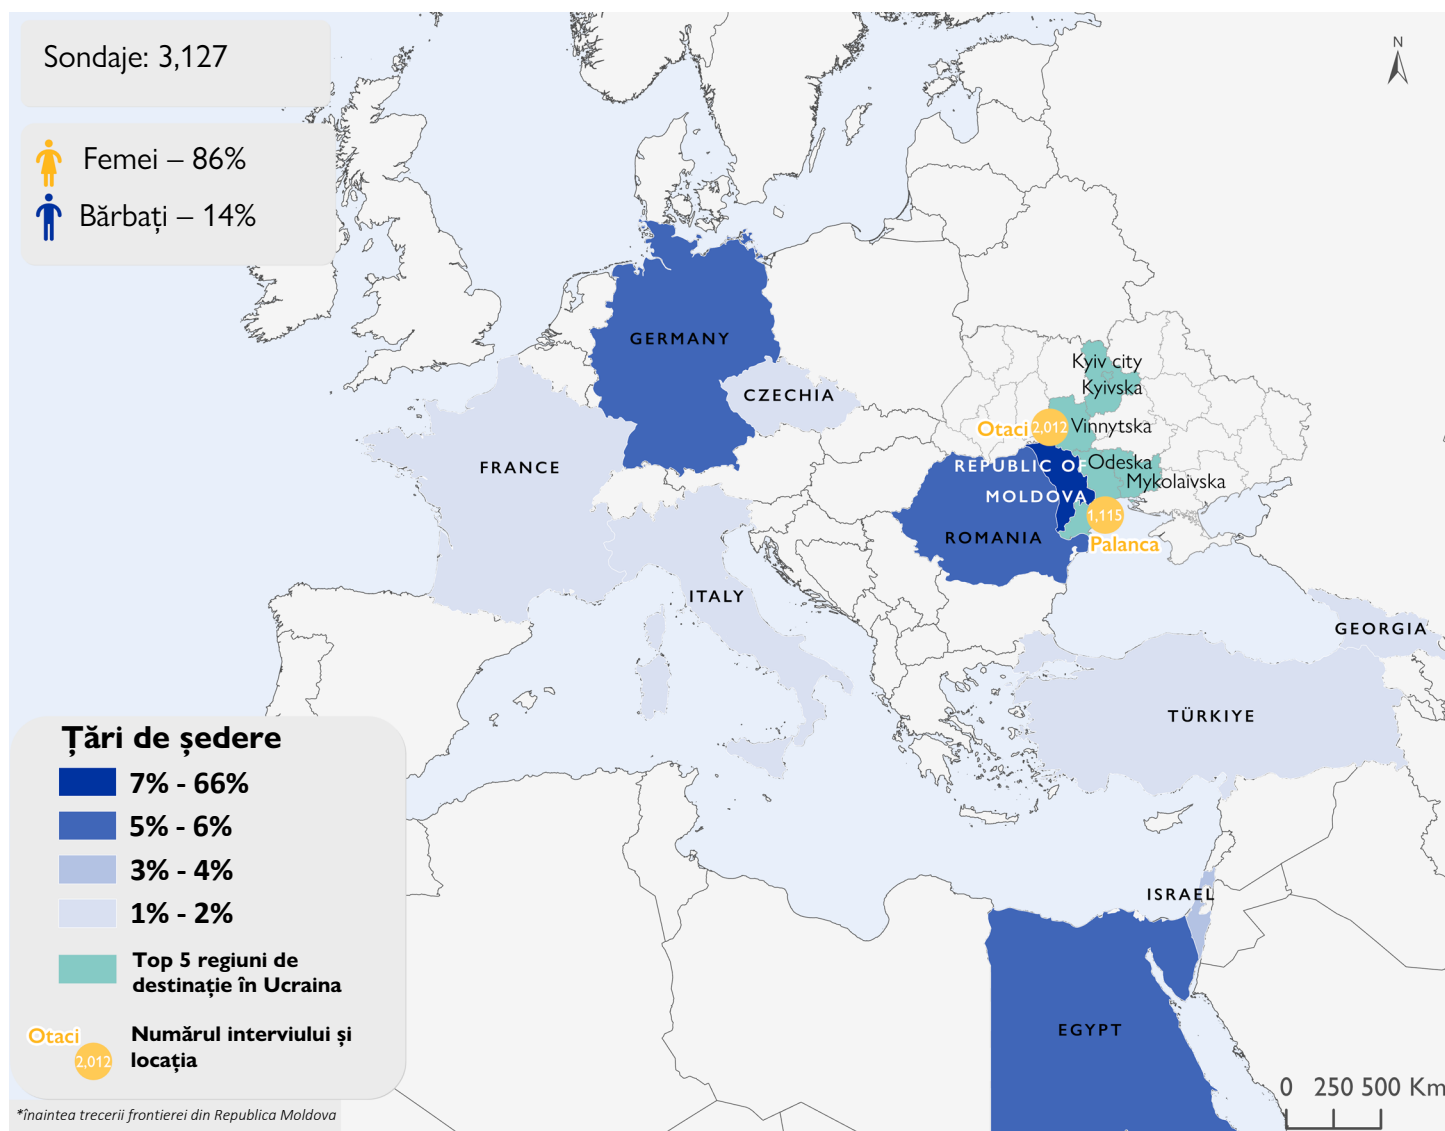 Sondaje: 3,127
N
Femei – 86%
Bărbați – 14%
GERMANY
Kyiv city
Kyivska
CZECHIA
Otaci
2,012
Vinnytska
FRANCE
REPUBLIC OF
MOLDOVA
Odeska
Mykolaivska
1,115
Palanca
ROMANIA
ITALY
GEORGIA
TÜRKIYE
ISRAEL
EGYPT
Țări de ședere
7% - 66%
5% - 6%
3% - 4%
1% - 2%
Top 5 regiuni de
destinație în Ucraina
Otaci
2,012
Numărul interviului și
locația
*înaintea trecerii frontierei din Republica Moldova
0 250 500 Km